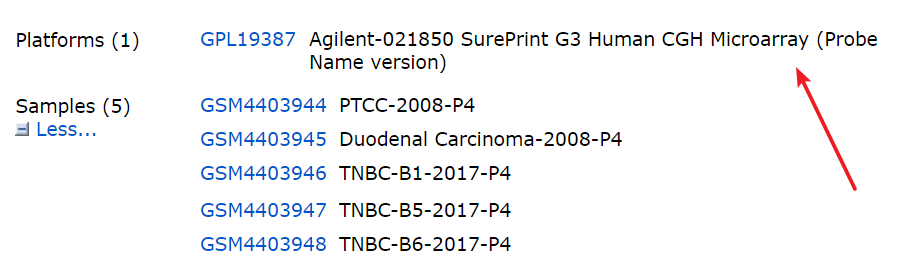 Platforms (1) GPL19387 Agilent-021850 SurePrint G3 Human CGH Microarray (Probe
Name version)
Samples (5) GSM4403944 PTCC-2008-P4
Less... GSM4403945 Duodenal Carcinoma-2008-P4
GSM4403946 TNBC-B1-2017-P4
GSM4403947 TNBC-B5-2017-P4
GSM4403948 TNBC-B6-2017-P4